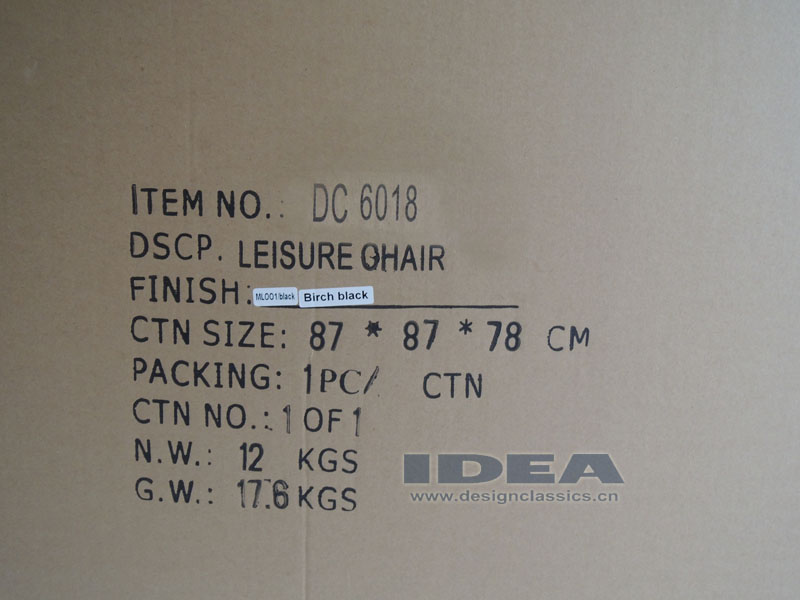 ITEM NO.: DC 6018
DSCP. LEISURE CHAIR
FINISH: ML001/black Birch black
CTN SIZE: 87 * 87 * 78 CM
PACKING: 1PC/ CTN
CTN NO.: 1 OF 1
N.W.: 12 KGS
G.W.: 17.6 KGS
IDEA
www.designclassics.cn